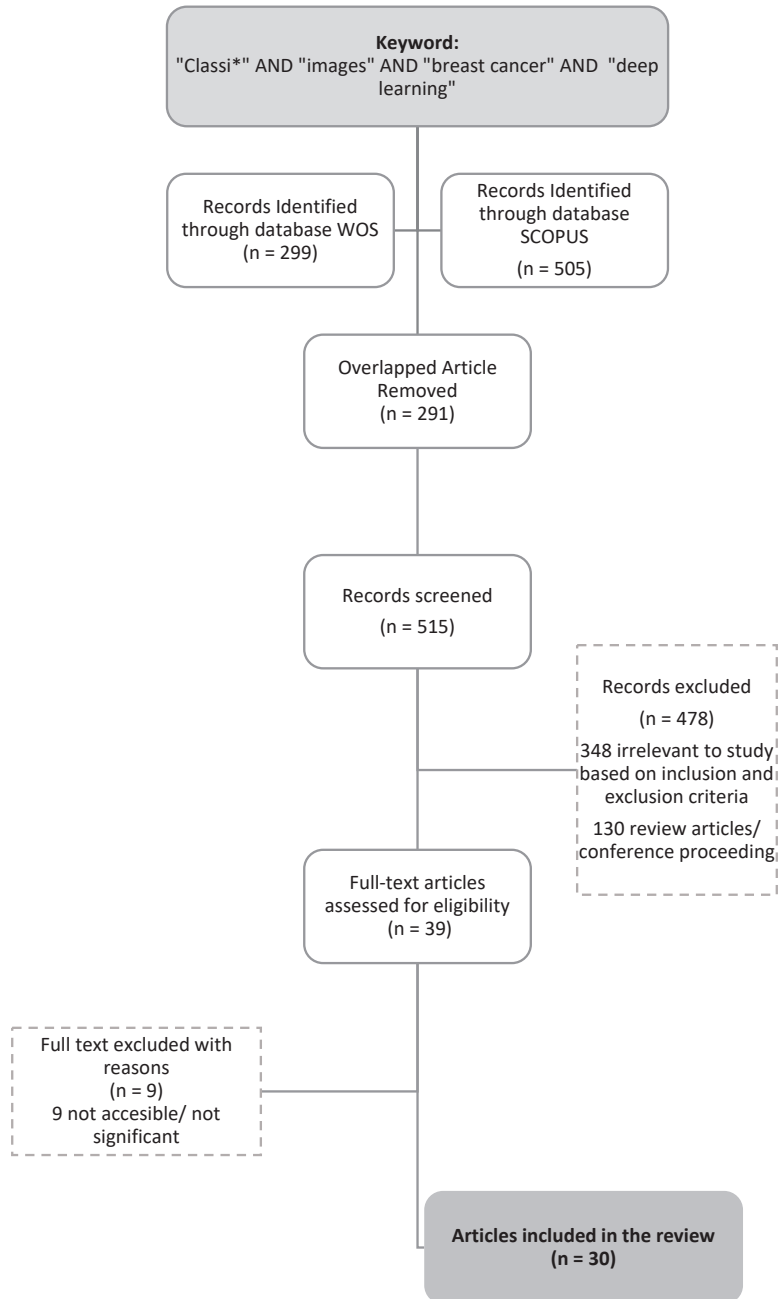 Keyword:
"Classi*" AND "images" AND "breast cancer" AND "deep
learning"
Records Identified
through database WOS
(n = 299)
Records Identified
through database
SCOPUS
(n = 505)
Overlapped Article
Removed
(n = 291)
Records screened
(n = 515)
Records excluded
(n = 478)
348 irrelevant to study
based on inclusion and
exclusion criteria
130 review articles/
conference proceeding
Full-text articles
assessed for eligibility
(n = 39)
Full text excluded with
reasons
(n = 9)
9 not accesible/ not
significant
Articles included in the review
(n = 30)